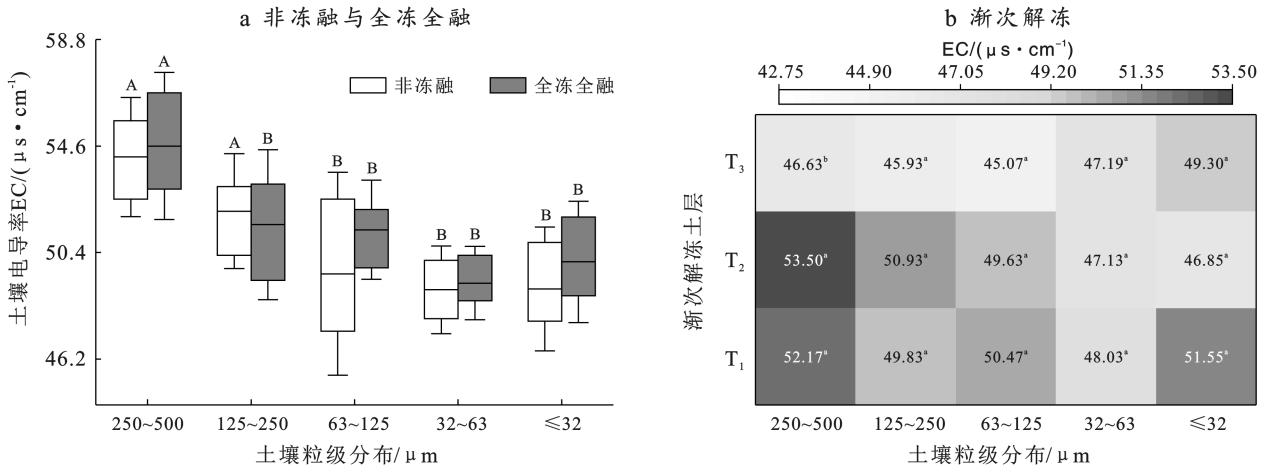 a 非冻融与全冻全融
土壤电导率EC/(μs·cm⁻¹)
58.8
54.6
50.4
46.2
非冻融 全冻全融
A A
A B
B B
B B
B B
250~500 125~250 63~125 32~63 ≤32
土壤粒级分布/μm
b 渐次解冻
EC/(μs·cm⁻¹)
42.75 44.90 47.05 49.20 51.35 53.50
渐次解冻土层
T₃ 46.63ᵇ 45.93ᵃ 45.07ᵃ 47.19ᵃ 49.30ᵃ
T₂ 53.50ᵃ 50.93ᵃ 49.63ᵃ 47.13ᵃ 46.85ᵃ
T₁ 52.17ᵃ 49.83ᵃ 50.47ᵃ 48.03ᵃ 51.55ᵃ
250~500 125~250 63~125 32~63 ≤32
土壤粒级分布/μm